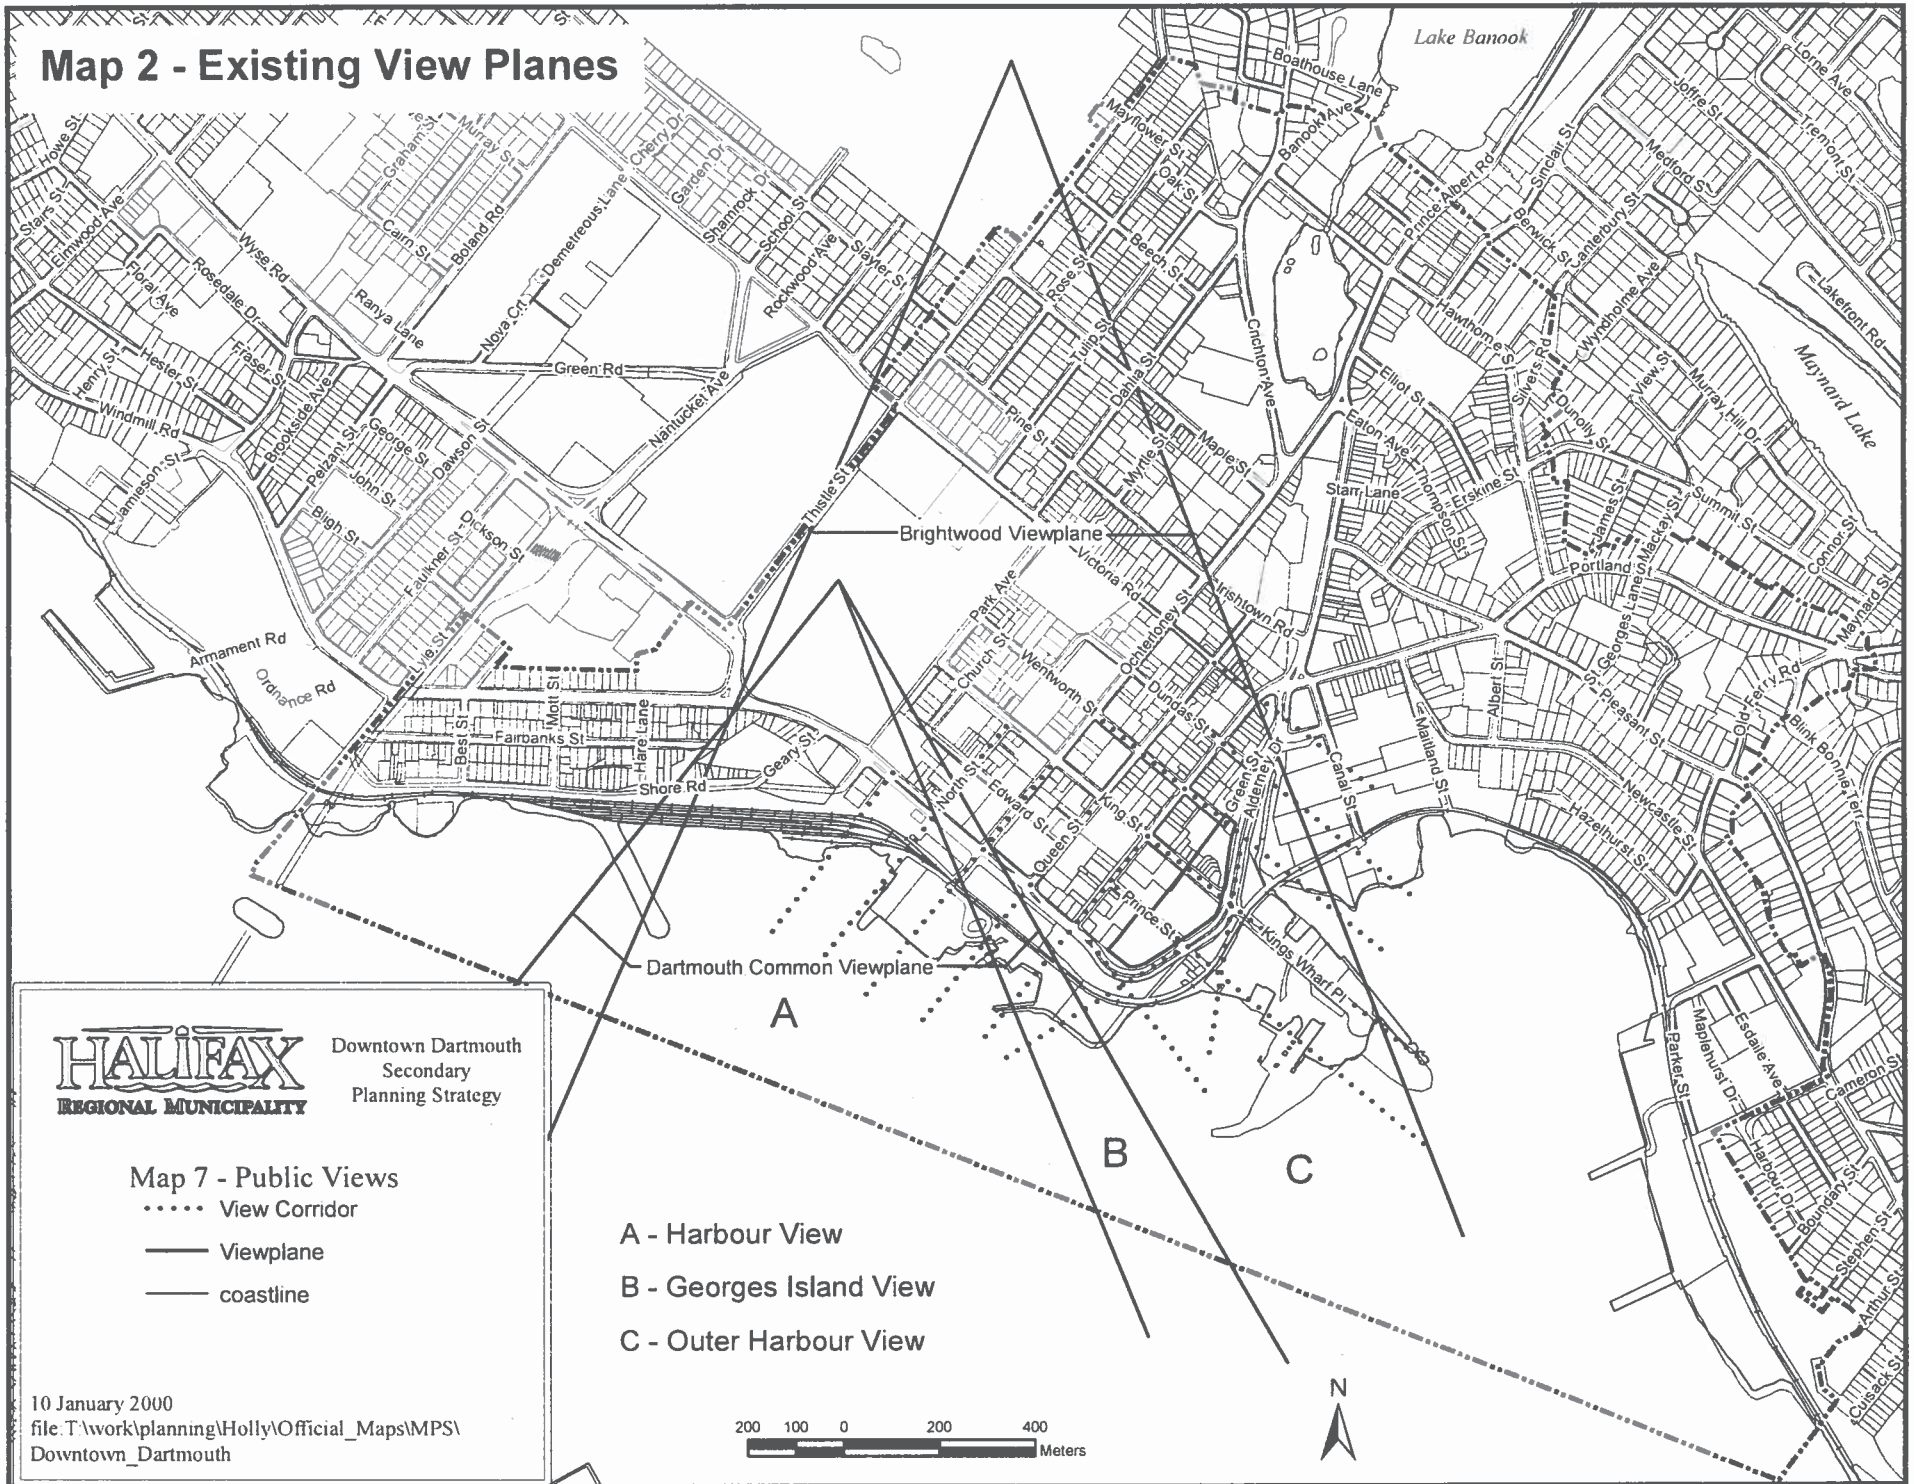 Map 2 - Existing View Planes
Lake Banook
Boathouse Lane
Banook Ave
Lorne Ave
Joffre St
Tremont St
Medford St
Sinclair St
Prince Albert Rd
Berwick St
Canterbury St
Howe St
Stairs St
Elmwood Ave
Floral Ave
Rosedale Dr
Wyse Rd
Graham St
Murray St
Cairn St
Boland Rd
Ranya Lane
Nova Crt
Demetreous Lane
Cherry Dr
Garden Dr
Shamrock Dr
School St
Rockwood Ave
Slayter St
Mayflower St
Oak St
Beech St
Rose St
Tulip St
Dahlia St
Crichton Ave
Hawthorne St
Wyndholme Ave
Lakefront Rd
Maynard Lake
Sivers Rd
View St
Murray Hill Dr
Dunolly St
Elliot St
Eaton Ave
Thompson St
Erskine St
Starr Lane
Summit St
James St
Mackay St
Connor St
Portland St
Maynard St
Henry St
Hester St
Fraser St
Brookside Ave
Windmill Rd
Jamieson St
Pelzant St
George St
John St
Bligh St
Dawson St
Green Rd
Nantucket Ave
Faulkner St
Dickson St
Thistle St
Pine St
Myrtle St
Maple St
Brightwood Viewplane
Victoria Rd
Irishtown Rd
Park Ave
Church St
Wentworth St
Ochterloney St
Dundas St
Armament Rd
Ordnance Rd
Lyle St
Best St
Mott St
Fairbanks St
Hare Lane
Geary St
Shore Rd
North St
Edward St
Queen St
King St
Green St
Alderney Dr
Prince St
Canal St
Maitland St
Albert St
Georges Lane
Pleasant St
Old Ferry Rd
Blink Bonnie Terr
Newcastle St
Hazelhurst St
Kings Wharf Pl
Dartmouth Common Viewplane
A
B
C
Parker St
Maplehurst Dr
Esdaile Ave
Cameron St
Harbour Dr
Boundary St
Stephen St
Arthur St
Cuisack St
HALIFAX
REGIONAL MUNICIPALITY
Downtown Dartmouth
Secondary
Planning Strategy
Map 7 - Public Views
View Corridor
Viewplane
coastline
10 January 2000
file:T:\work\planning\Holly\Official_Maps\MPS\
Downtown_Dartmouth
A - Harbour View
B - Georges Island View
C - Outer Harbour View
200 100 0 200 400
Meters
N